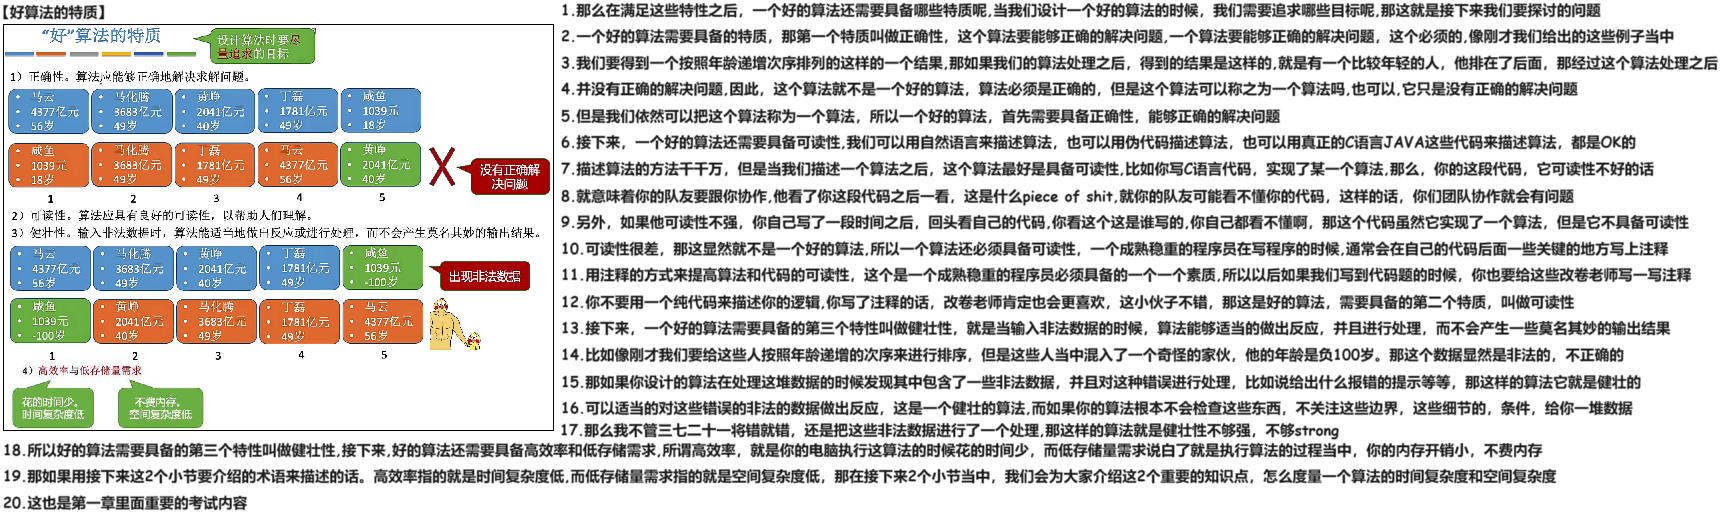 【好算法的特质】
“好”算法的特质
设计算法时要尽
量追求的目标
1）正确性。算法应能够正确地解决求解问题。
• 马云 • 马化腾 • 黄峥 • 丁磊 • 咸鱼
• 4377亿元 • 3683亿元 • 2041亿元 • 1781亿元 • 1039元
• 56岁 • 49岁 • 40岁 • 49岁 • 18岁
• 咸鱼 • 马化腾 • 丁磊 • 马云 • 黄峥
• 1039元 • 3683亿元 • 1781亿元 • 4377亿元 • 2041亿元
• 18岁 • 49岁 • 49岁 • 56岁 • 40岁
没有正确解
决问题
1 2 3 4 5
2）可读性。算法应具有良好的可读性，以帮助人们理解。
3）健壮性。输入非法数据时，算法能适当地做出反应或进行处理，而不会产生莫名其妙的输出结果。
• 马云 • 马化腾 • 黄峥 • 丁磊 • 咸鱼
• 4377亿元 • 3683亿元 • 2041亿元 • 1781亿元 • 1039元
• 56岁 • 49岁 • 40岁 • 49岁 • -100岁
出现非法数据
• 咸鱼 • 黄峥 • 马化腾 • 丁磊 • 马云
• 1039元 • 2041亿元 • 3683亿元 • 1781亿元 • 4377亿元
• -100岁 • 40岁 • 49岁 • 49岁 • 56岁
1 2 3 4 5
4）高效率与低存储量需求
花的时间少。
时间复杂度低
不费内存。
空间复杂度低
1.那么在满足这些特性之后，一个好的算法还需要具备哪些特质呢,当我们设计一个好的算法的时候，我们需要追求哪些目标呢,那这就是接下来我们要探讨的问题
2.一个好的算法需要具备的特质，那第一个特质叫做正确性，这个算法要能够正确的解决问题,一个算法要能够正确的解决问题，这个必须的,像刚才我们给出的这些例子当中
3.我们要得到一个按照年龄递增次序排列的这样的一个结果,那如果我们的算法处理之后，得到的结果是这样的,就是有一个比较年轻的人，他排在了后面，那经过这个算法处理之后
4.并没有正确的解决问题,因此，这个算法就不是一个好的算法，算法必须是正确的，但是这个算法可以称之为一个算法吗,也可以,它只是没有正确的解决问题
5.但是我们依然可以把这个算法称为一个算法，所以一个好的算法，首先需要具备正确性，能够正确的解决问题
6.接下来，一个好的算法还需要具备可读性,我们可以用自然语言来描述算法，也可以用伪代码描述算法，也可以用真正的C语言JAVA这些代码来描述算法，都是OK的
7.描述算法的方法千千万，但是当我们描述一个算法之后，这个算法最好是具备可读性,比如你写C语言代码，实现了某一个算法,那么，你的这段代码，它可读性不好的话
8.就意味着你的队友要跟你协作,他看了你这段代码之后一看，这是什么piece of shit,就你的队友可能看不懂你的代码，这样的话，你们团队协作就会有问题
9.另外，如果他可读性不强，你自己写了一段时间之后，回头看自己的代码,你看这个这是谁写的,你自己都看不懂啊，那这个代码虽然它实现了一个算法，但是它不具备可读性
10.可读性很差，那这显然就不是一个好的算法,所以一个算法还必须具备可读性，一个成熟稳重的程序员在写程序的时候,通常会在自己的代码后面一些关键的地方写上注释
11.用注释的方式来提高算法和代码的可读性，这个是一个成熟稳重的程序员必须具备的一个一个素质,所以以后如果我们写到代码题的时候，你也要给这些改卷老师写一写注释
12.你不要用一个纯代码来描述你的逻辑,你写了注释的话，改卷老师肯定也会更喜欢，这小伙子不错，那这是好的算法，需要具备的第二个特质，叫做可读性
13.接下来，一个好的算法需要具备的第三个特性叫做健壮性，就是当输入非法数据的时候，算法能够适当的做出反应，并且进行处理，而不会产生一些莫名其妙的输出结果
14.比如像刚才我们要给这些人按照年龄递增的次序来进行排序，但是这些人当中混入了一个奇怪的家伙，他的年龄是负100岁。那这个数据显然是非法的，不正确的
15.那如果你设计的算法在处理这堆数据的时候发现其中包含了一些非法数据，并且对这种错误进行处理，比如说给出什么报错的提示等等，那这样的算法它就是健壮的
16.可以适当的对这些错误的非法的数据做出反应，这是一个健壮的算法,而如果你的算法根本不会检查这些东西，不关注这些边界，这些细节的，条件，给你一堆数据
17.那么我不管三七二十一将错就错，还是把这些非法数据进行了一个处理,那这样的算法就是健壮性不够强，不够strong
18.所以好的算法需要具备的第三个特性叫做健壮性,接下来,好的算法还需要具备高效率和低存储需求,所谓高效率，就是你的电脑执行这算法的时候花的时间少，而低存储量需求说白了就是执行算法的过程当中，你的内存开销小，不费内存
19.那如果用接下来这2个小节要介绍的术语来描述的话。高效率指的就是时间复杂度低,而低存储量需求指的就是空间复杂度低，那在接下来2个小节当中，我们会为大家介绍这2个重要的知识点，怎么度量一个算法的时间复杂度和空间复杂度
20.这也是第一章里面重要的考试内容